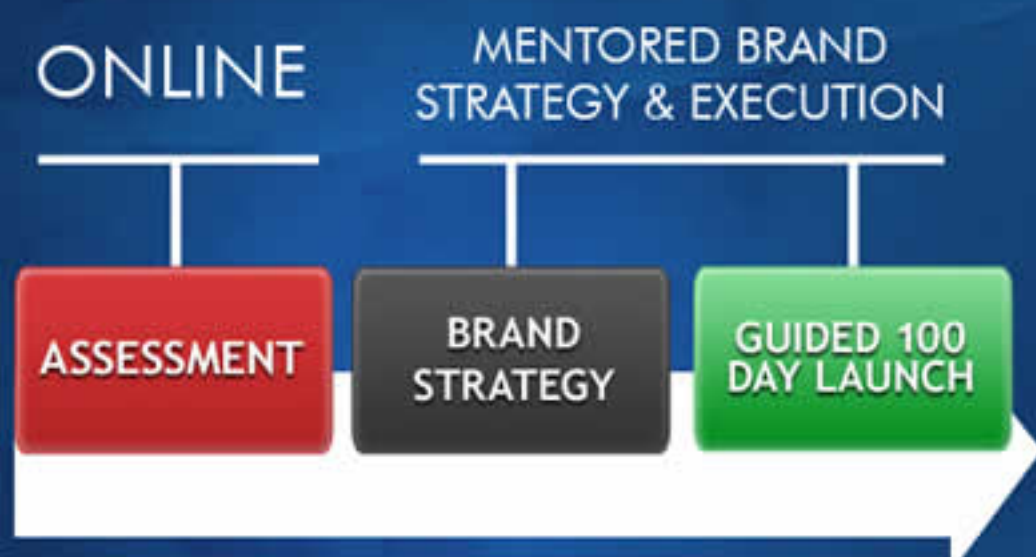 ONLINE
MENTORED BRAND
STRATEGY & EXECUTION
ASSESSMENT
BRAND
STRATEGY
GUIDED 100
DAY LAUNCH